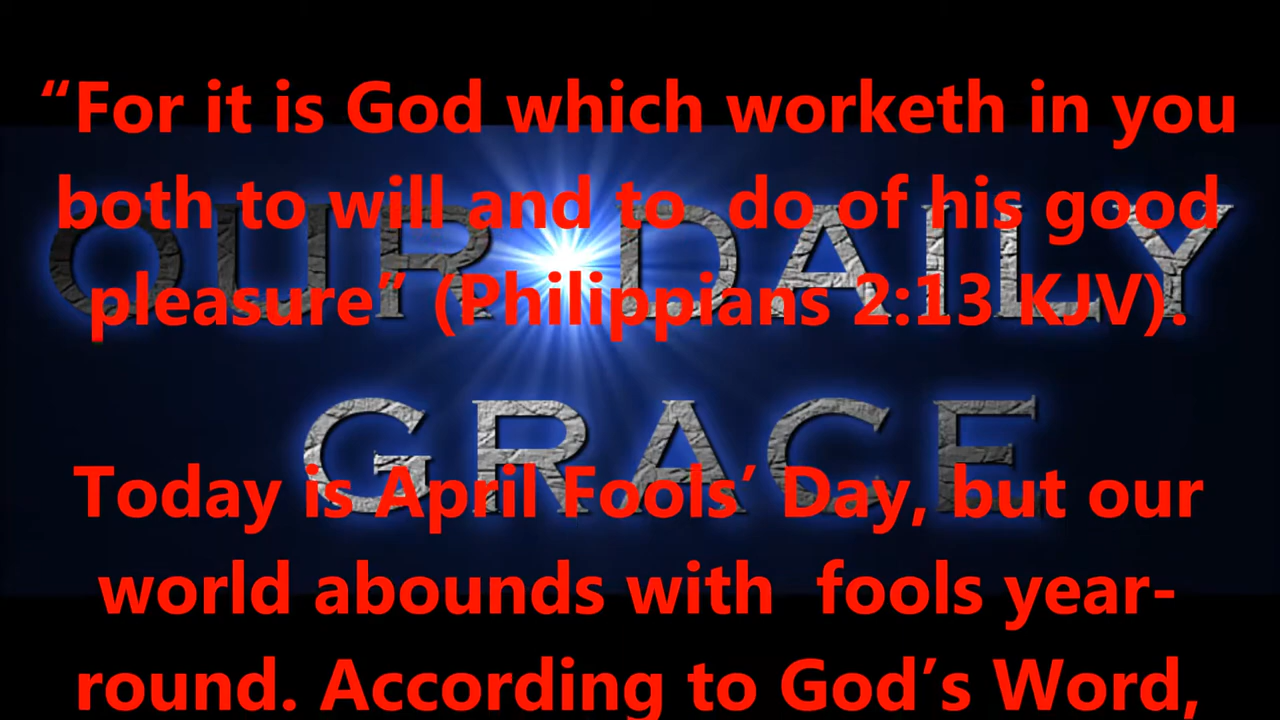 “For it is God which worketh in you
both to will and to  do of his good
pleasure” (Philippians 2:13 KJV).
OUR DAILY
GRACE
Today is April Fools’ Day, but our
world abounds with  fools year-
round. According to God’s Word,